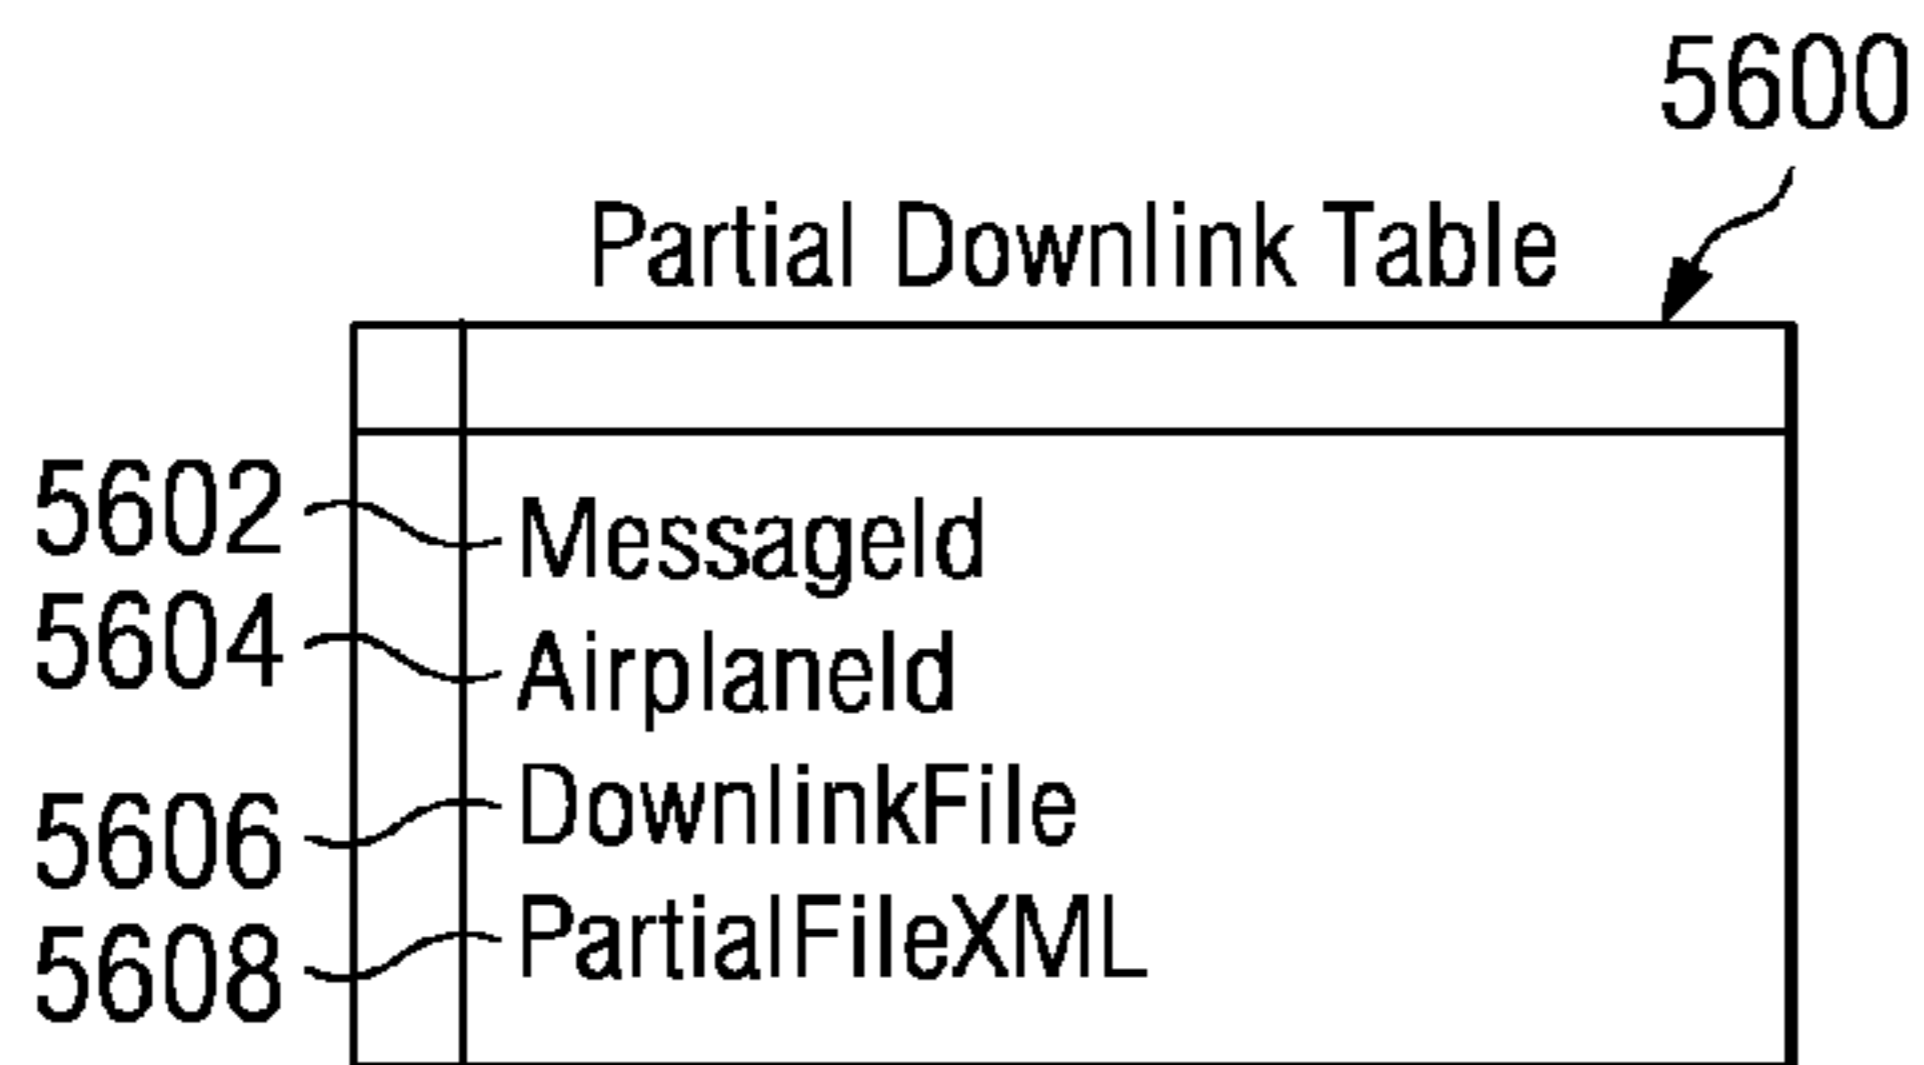 5600
Partial Downlink Table
5602 MessageId
5604 AirplaneId
5606 DownlinkFile
5608 PartialFileXML